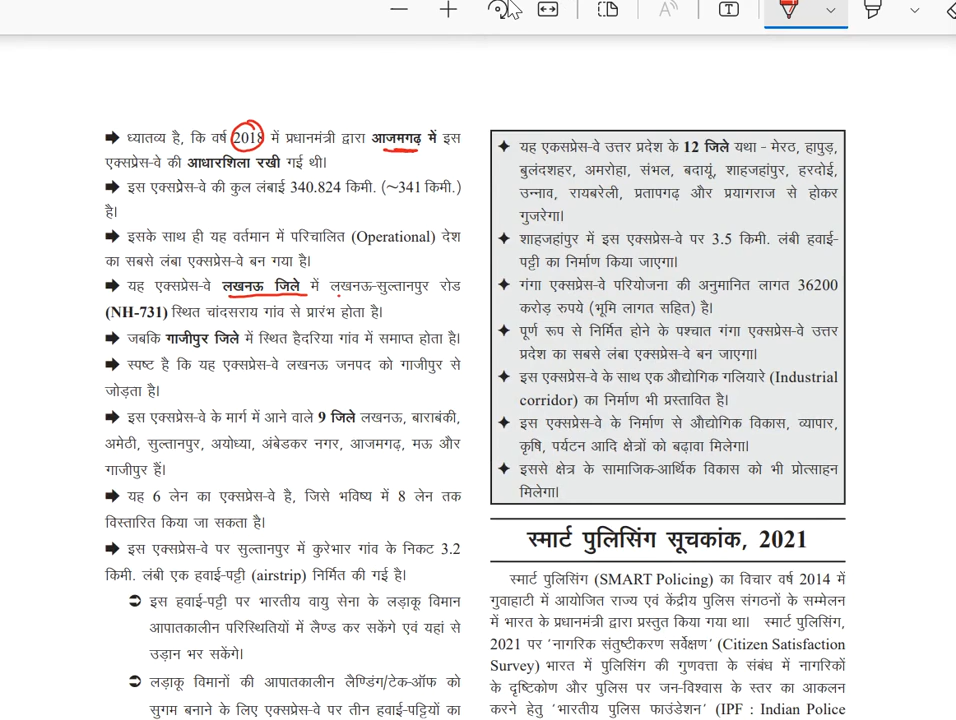 ➡ ध्यातव्य है, कि वर्ष 2018 में प्रधानमंत्री द्वारा आजमगढ़ में इस
एक्सप्रेस-वे की आधारशिला रखी गई थी।
➡ इस एक्सप्रेस-वे की कुल लंबाई 340.824 किमी. (~341 किमी.)
है।
➡ इसके साथ ही यह वर्तमान में परिचालित (Operational) देश
का सबसे लंबा एक्सप्रेस-वे बन गया है।
➡ यह एक्सप्रेस-वे लखनऊ जिले में लखनऊ-सुल्तानपुर रोड
(NH-731) स्थित चांदसराय गांव से प्रारंभ होता है।
➡ जबकि गाजीपुर जिले में स्थित हैदरिया गांव में समाप्त होता है।
➡ स्पष्ट है कि यह एक्सप्रेस-वे लखनऊ जनपद को गाजीपुर से
जोड़ता है।
➡ इस एक्सप्रेस-वे के मार्ग में आने वाले 9 जिले लखनऊ, बाराबंकी,
अमेठी, सुल्तानपुर, अयोध्या, अंबेडकर नगर, आजमगढ़, मऊ और
गाजीपुर हैं।
➡ यह 6 लेन का एक्सप्रेस-वे है, जिसे भविष्य में 8 लेन तक
विस्तारित किया जा सकता है।
➡ इस एक्सप्रेस-वे पर सुल्तानपुर में कुरेभार गांव के निकट 3.2
किमी. लंबी एक हवाई-पट्टी (airstrip) निर्मित की गई है।
➲ इस हवाई-पट्टी पर भारतीय वायु सेना के लड़ाकू विमान
आपातकालीन परिस्थितियों में लैण्ड कर सकेंगे एवं यहां से
उड़ान भर सकेंगे।
➲ लड़ाकू विमानों की आपातकालीन लैण्डिंग/टेक-ऑफ को
सुगम बनाने के लिए एक्सप्रेस-वे पर तीन हवाई-पट्टियों का
✦ यह एकसप्रेस-वे उत्तर प्रदेश के 12 जिले यथा - मेरठ, हापुड़,
बुलंदशहर, अमरोहा, संभल, बदायूं, शाहजहांपुर, हरदोई,
उन्नाव, रायबरेली, प्रतापगढ़ और प्रयागराज से होकर
गुजरेगा।
✦ शाहजहांपुर में इस एक्सप्रेस-वे पर 3.5 किमी. लंबी हवाई-
पट्टी का निर्माण किया जाएगा।
✦ गंगा एक्सप्रेस-वे परियोजना की अनुमानित लागत 36200
करोड़ रुपये (भूमि लागत सहित) है।
✦ पूर्ण रूप से निर्मित होने के पश्चात गंगा एक्सप्रेस-वे उत्तर
प्रदेश का सबसे लंबा एक्सप्रेस-वे बन जाएगा।
✦ इस एक्सप्रेस-वे के साथ एक औद्योगिक गलियारे (Industrial
corridor) का निर्माण भी प्रस्तावित है।
✦ इस एक्सप्रेस-वे के निर्माण से औद्योगिक विकास, व्यापार,
कृषि, पर्यटन आदि क्षेत्रों को बढ़ावा मिलेगा।
✦ इससे क्षेत्र के सामाजिक-आर्थिक विकास को भी प्रोत्साहन
मिलेगा।
स्मार्ट पुलिसिंग सूचकांक, 2021
स्मार्ट पुलिसिंग (SMART Policing) का विचार वर्ष 2014 में
गुवाहाटी में आयोजित राज्य एवं केंद्रीय पुलिस संगठनों के सम्मेलन
में भारत के प्रधानमंत्री द्वारा प्रस्तुत किया गया था। स्मार्ट पुलिसिंग,
2021 पर 'नागरिक संतुष्टीकरण सर्वेक्षण' (Citizen Satisfaction
Survey) भारत में पुलिसिंग की गुणवत्ता के संबंध में नागरिकों
के दृष्टिकोण और पुलिस पर जन-विश्वास के स्तर का आकलन
करने हेतु 'भारतीय पुलिस फाउंडेशन' (IPF : Indian Police